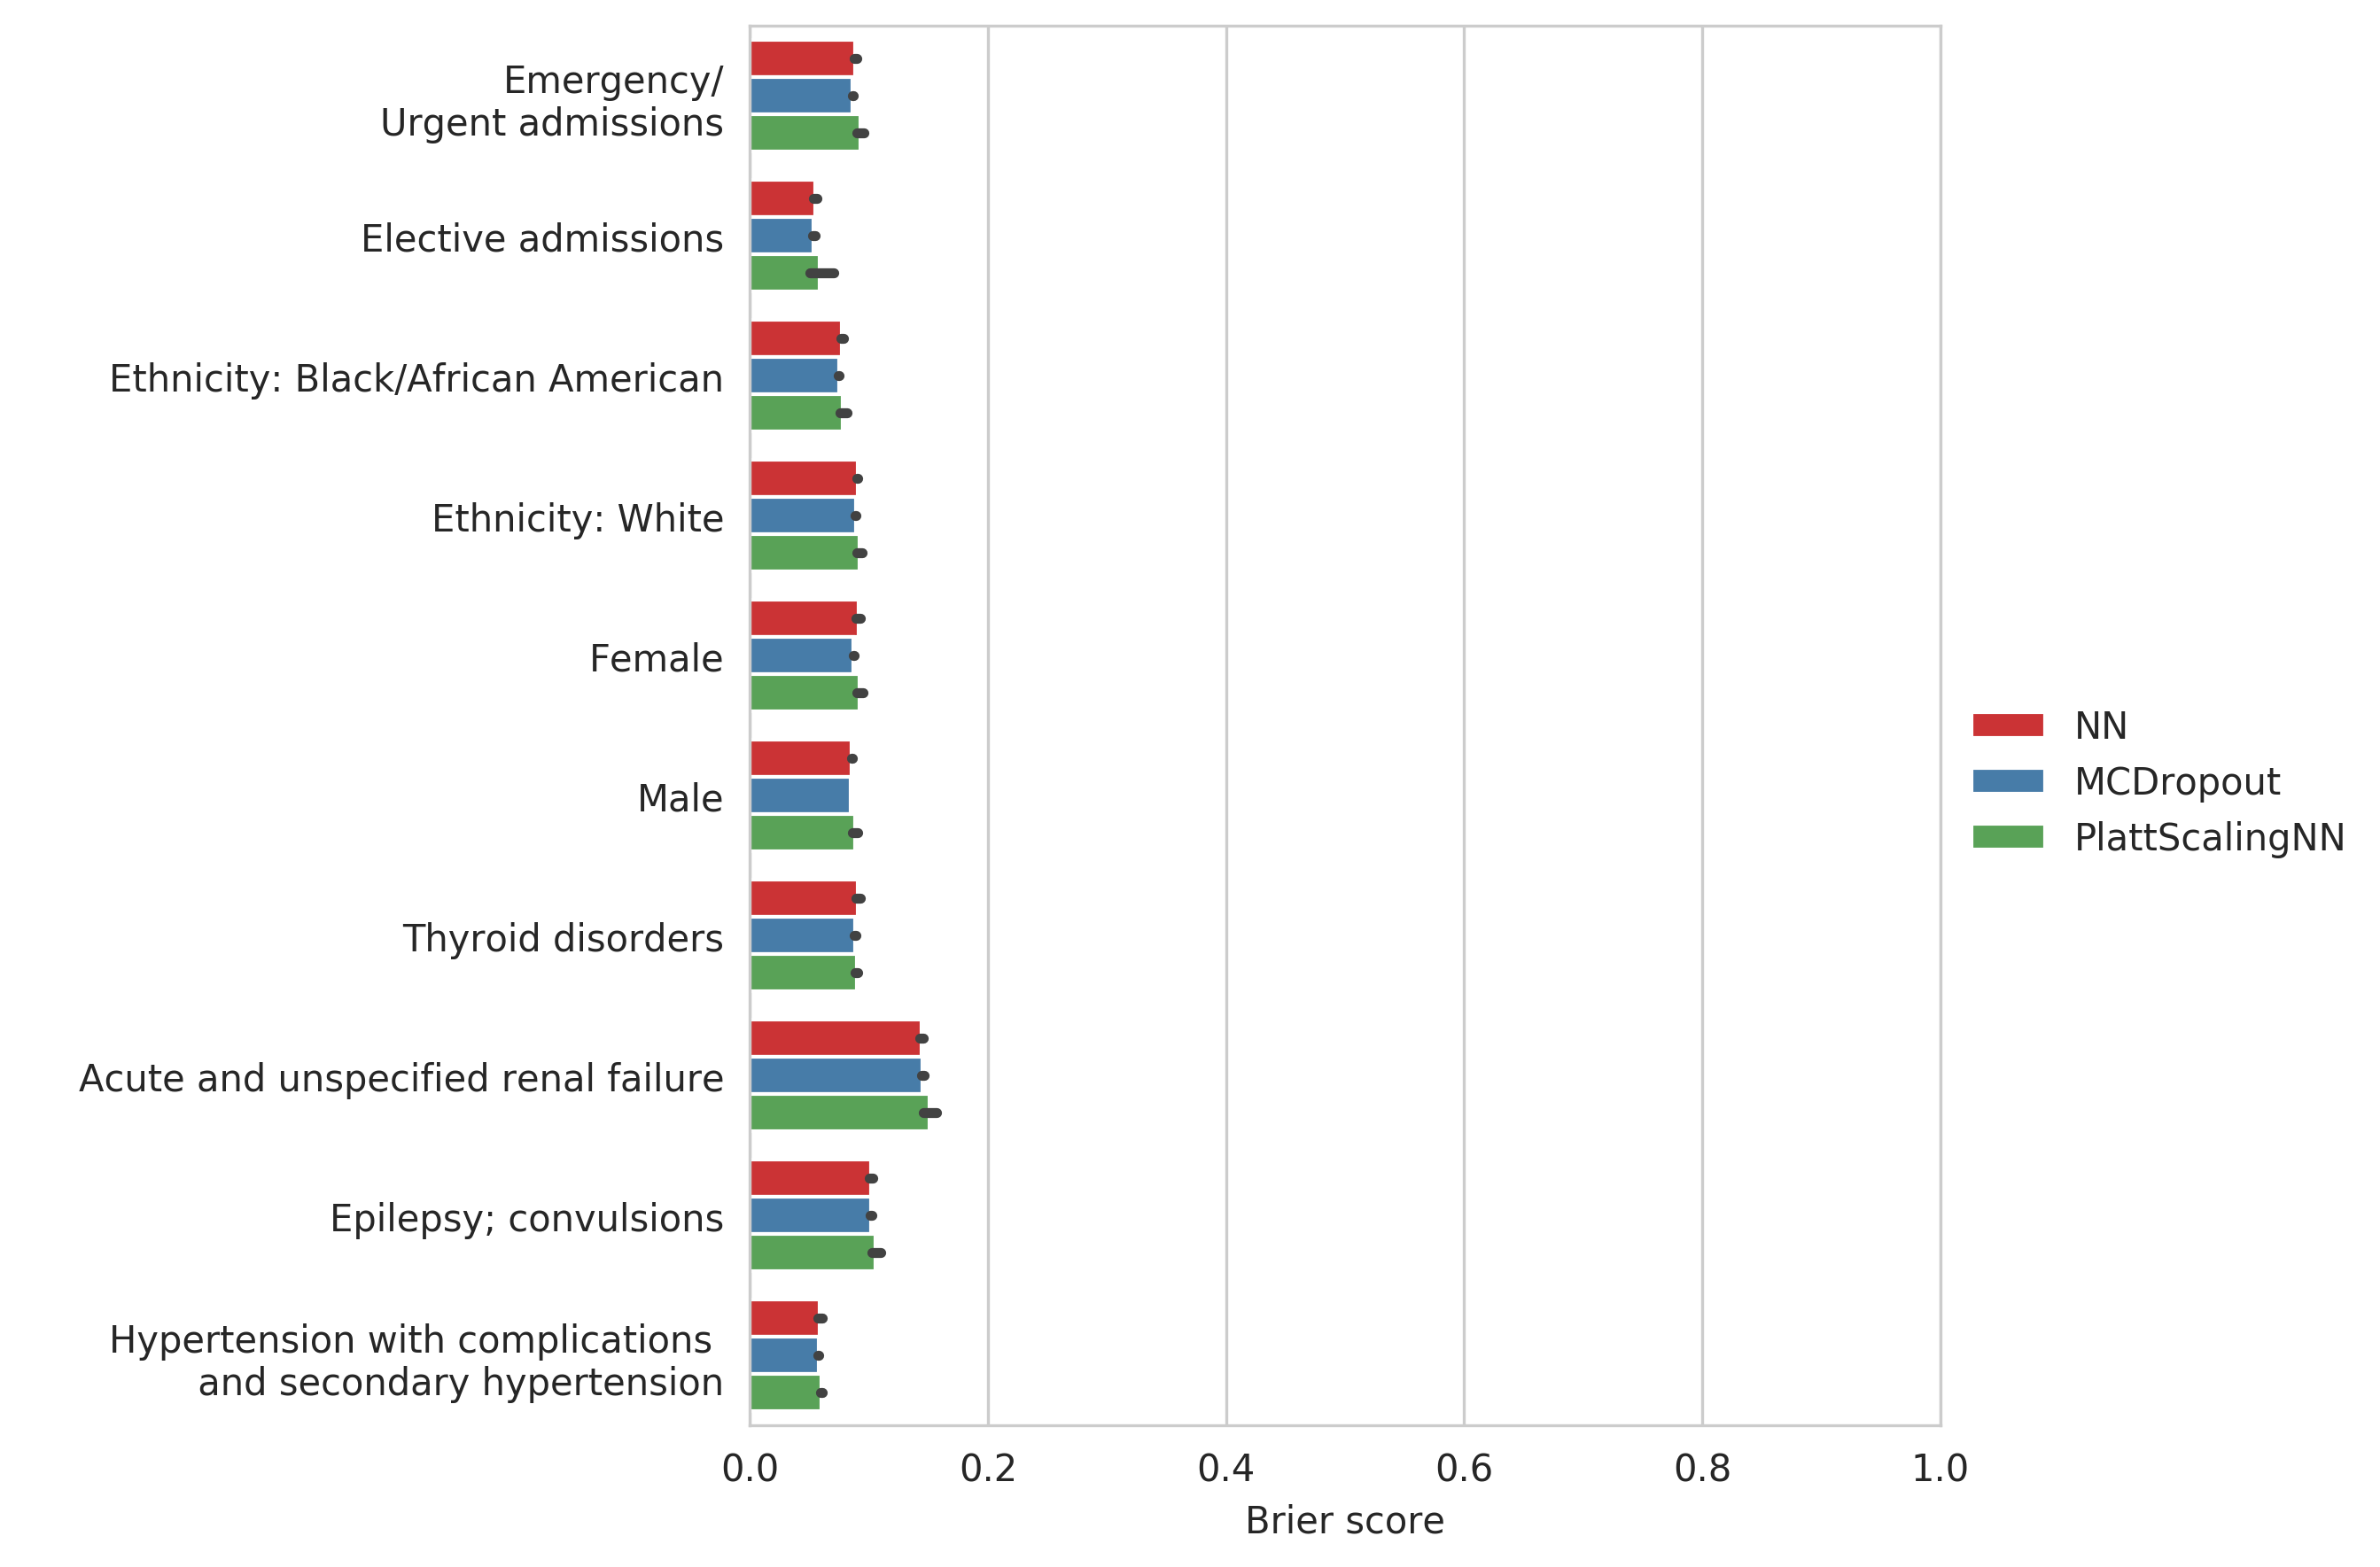 Emergency/
Urgent admissions
Elective admissions
Ethnicity: Black/African American
Ethnicity: White
Female
Male
Thyroid disorders
Acute and unspecified renal failure
Epilepsy; convulsions
Hypertension with complications
and secondary hypertension
NN
MCDropout
PlattScalingNN
0.0 0.2 0.4 0.6 0.8 1.0
Brier score